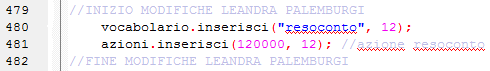 479 //INIZIO MODIFICHE LEANDRA PALEMBURGI
480 vocabolario.inserisci("resoconto", 12);
481 azioni.inserisci(120000, 12); //azione resoconto
482 //FINE MODIFICHE LEANDRA PALEMBURGI